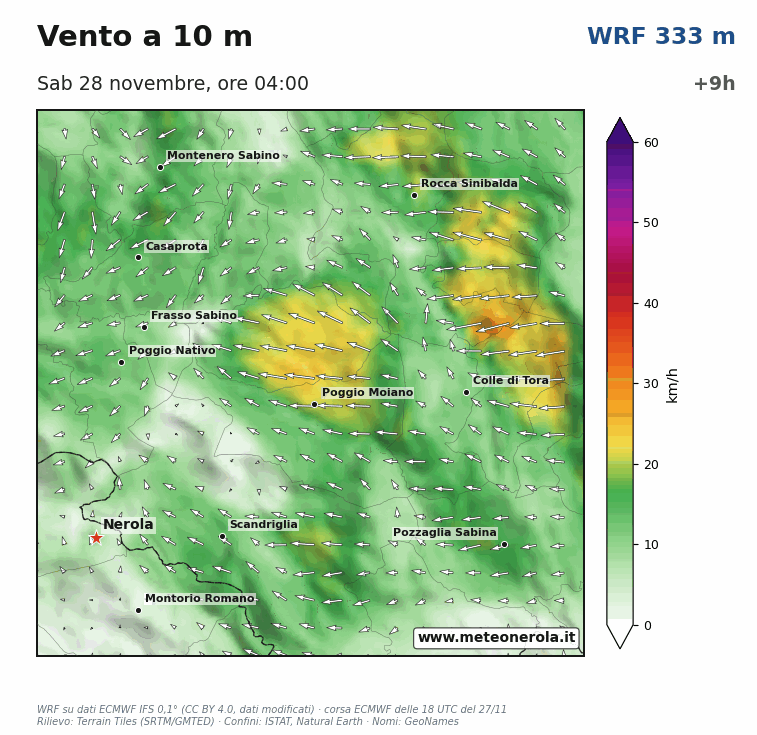 Vento a 10 m
WRF 333 m
Sab 28 novembre, ore 04:00
+9h
Montenero Sabino
Rocca Sinibalda
Casaprota
Frasso Sabino
Poggio Nativo
Colle di Tora
Poggio Moiano
Nerola
Scandriglia
Pozzaglia Sabina
Montorio Romano
www.meteonerola.it
60
50
40
30
20
10
0
km/h
WRF su dati ECMWF IFS 0,1° (CC BY 4.0, dati modificati) · corsa ECMWF delle 18 UTC del 27/11
Rilievo: Terrain Tiles (SRTM/GMTED) · Confini: ISTAT, Natural Earth · Nomi: GeoNames